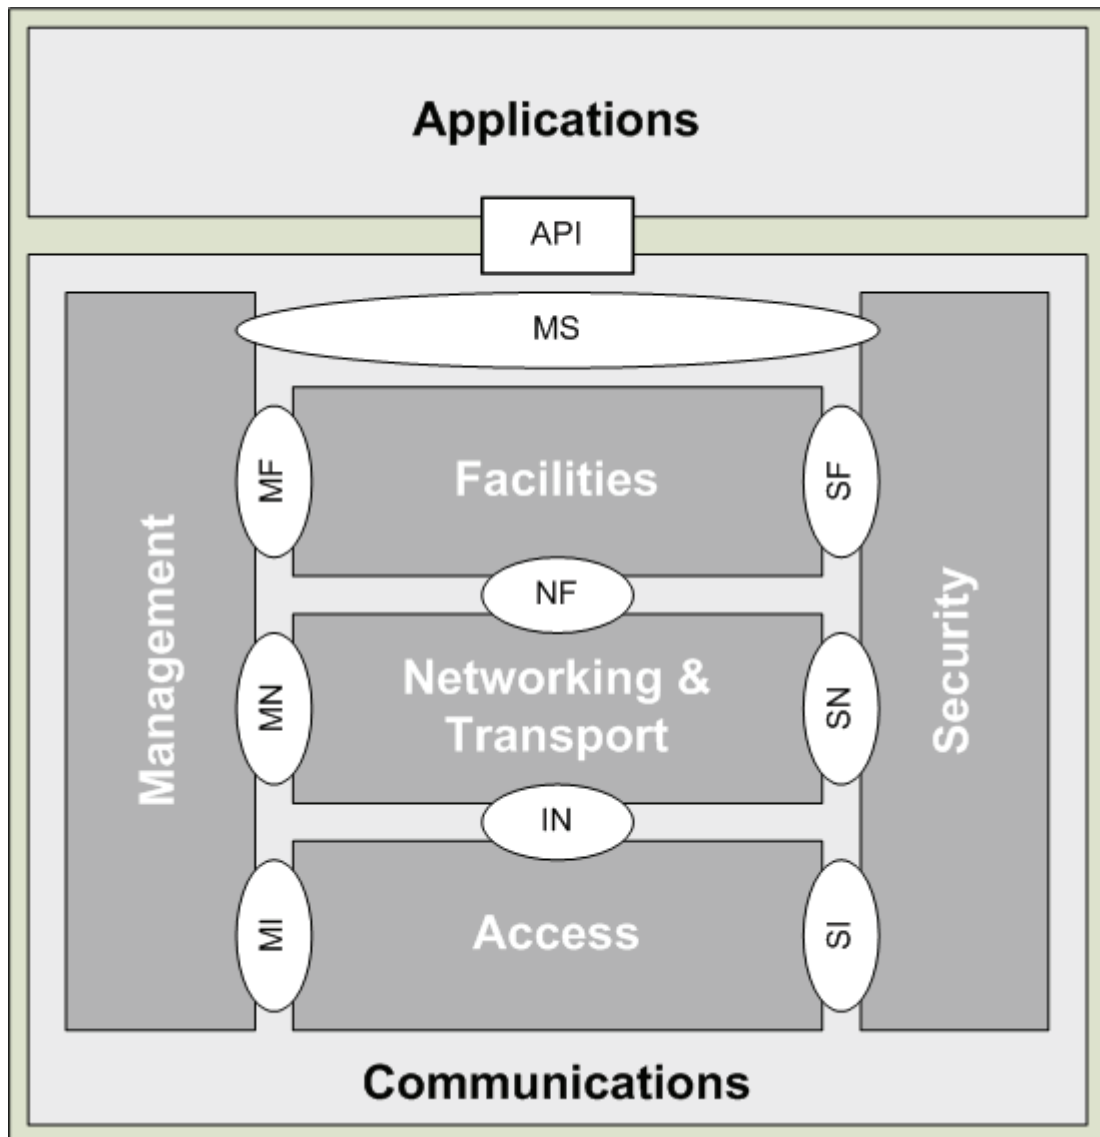 Applications
API
MS
MF
Facilities
SF
Management
NF
Security
MN
Networking &
Transport
SN
IN
MI
Access
SI
Communications